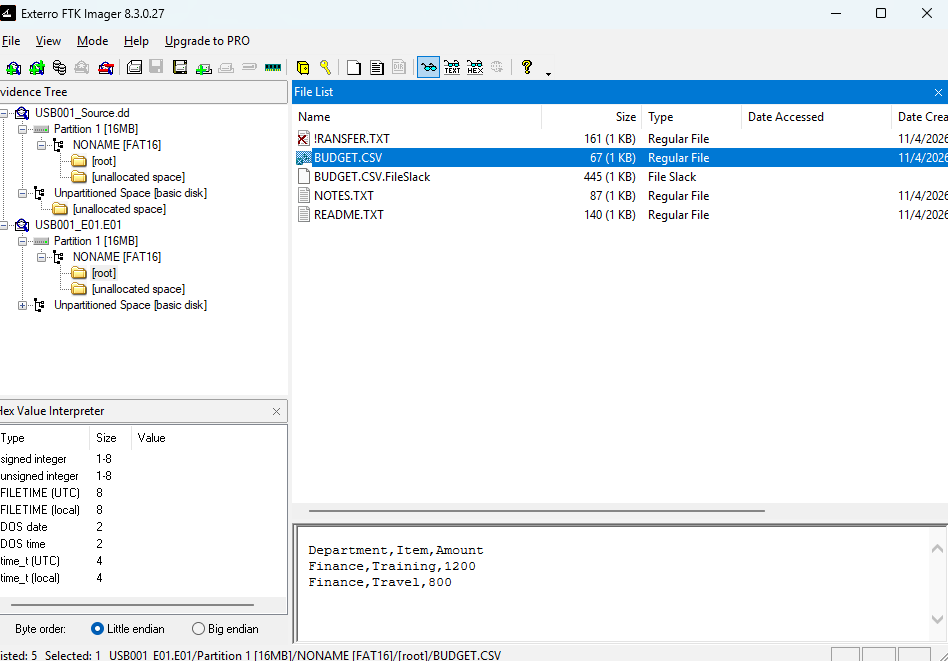 Exterro FTK Imager 8.3.0.27
File View Mode Help Upgrade to PRO
TEXT HEX
vidence Tree
USB001_Source.dd
Partition 1 [16MB]
NONAME [FAT16]
[root]
[unallocated space]
Unpartitioned Space [basic disk]
[unallocated space]
USB001_E01.E01
Partition 1 [16MB]
NONAME [FAT16]
[root]
[unallocated space]
Unpartitioned Space [basic disk]
File List
Name Size Type Date Accessed Date Crea
!RANSFER.TXT 161 (1 KB) Regular File 11/4/2026
BUDGET.CSV 67 (1 KB) Regular File 11/4/2026
BUDGET.CSV.FileSlack 445 (1 KB) File Slack
NOTES.TXT 87 (1 KB) Regular File 11/4/2026
README.TXT 140 (1 KB) Regular File 11/4/2026
Hex Value Interpreter
Type Size Value
signed integer 1-8
unsigned integer 1-8
FILETIME (UTC) 8
FILETIME (local) 8
DOS date 2
DOS time 2
time_t (UTC) 4
time_t (local) 4
Byte order: Little endian Big endian
Department,Item,Amount
Finance,Training,1200
Finance,Travel,800
isted: 5 Selected: 1 USB001_E01.E01/Partition 1 [16MB]/NONAME [FAT16]/[root]/BUDGET.CSV